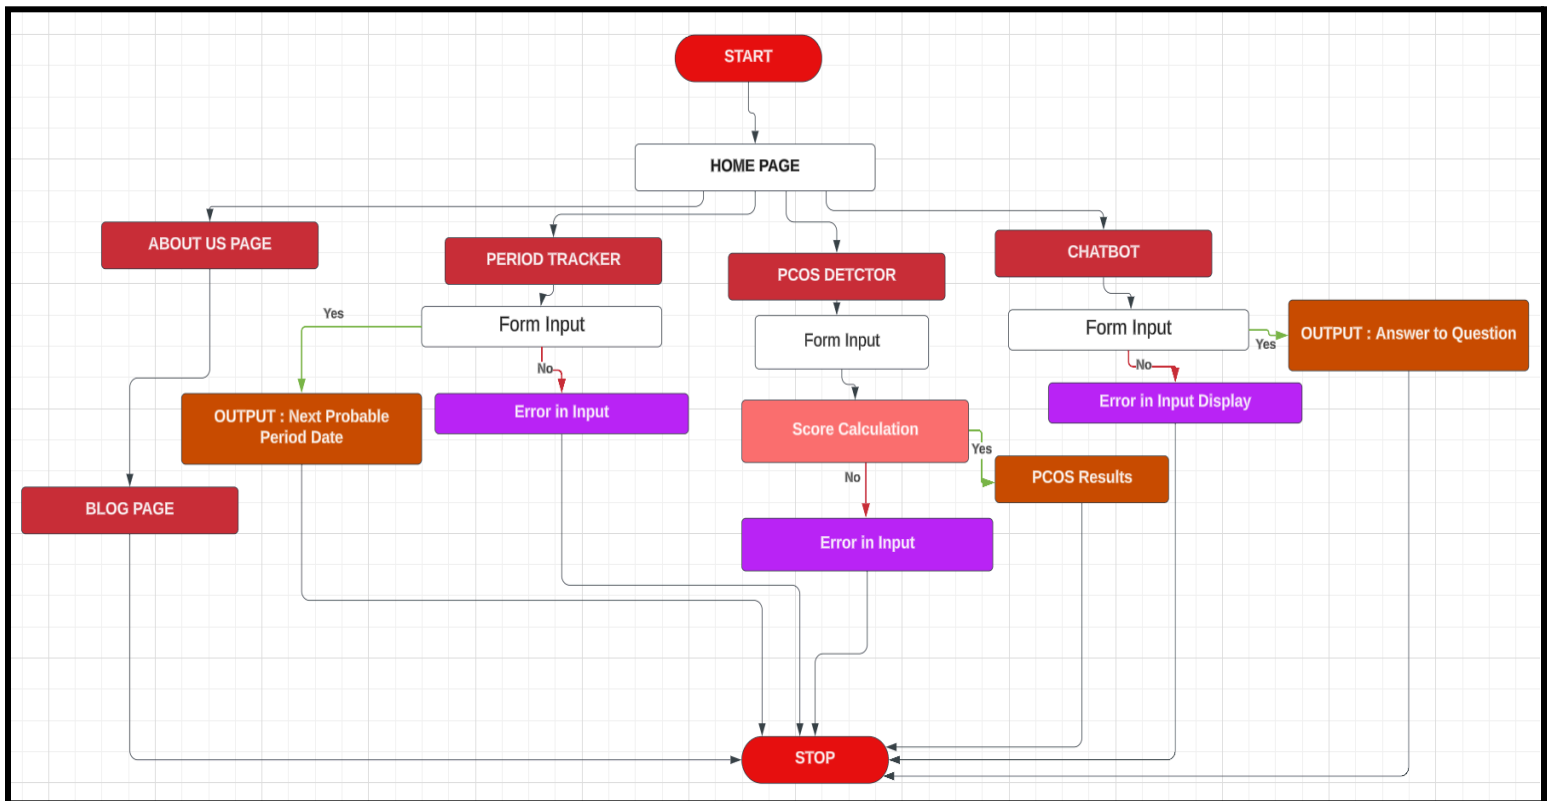 START
HOME PAGE
ABOUT US PAGE
PERIOD TRACKER
PCOS DETCTOR
CHATBOT
Form Input
Form Input
Form Input
OUTPUT : Answer to Question
Yes
Yes
No
No
OUTPUT : Next Probable
Period Date
Error in Input
Error in Input Display
Score Calculation
Yes
No
PCOS Results
BLOG PAGE
Error in Input
STOP